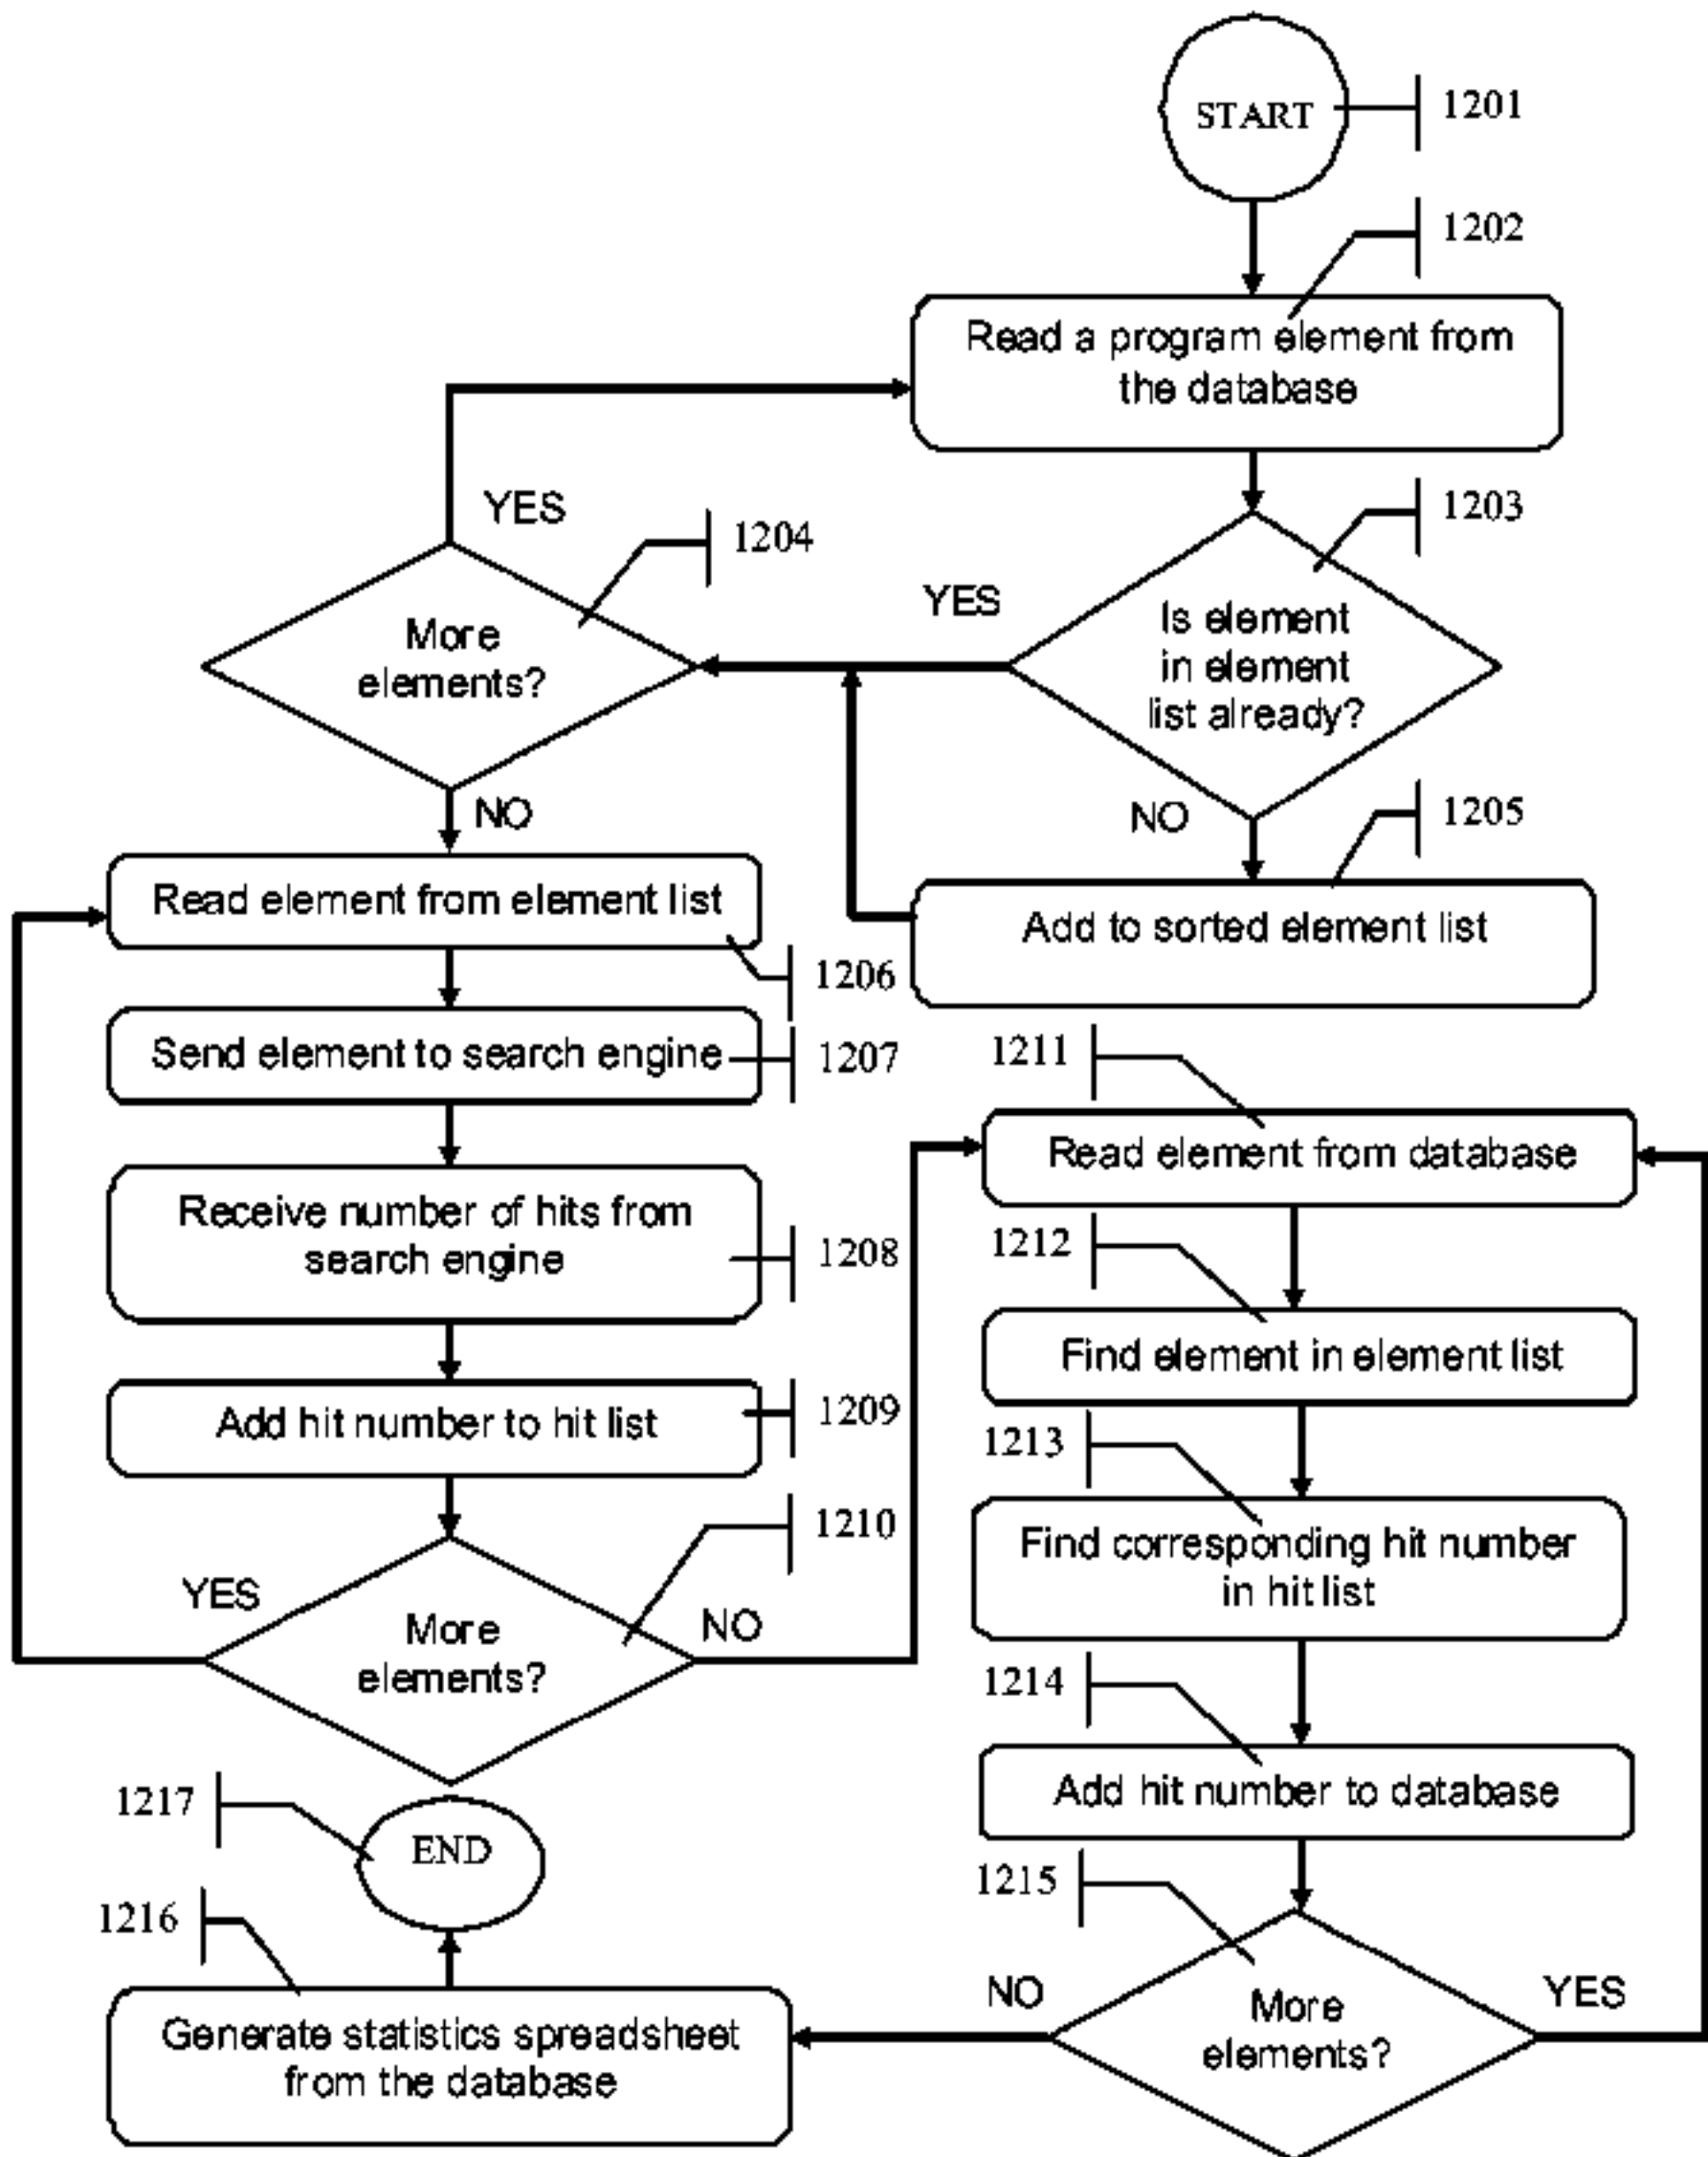 START
1201
1202
Read a program element from
the database
YES
1204
1203
More
elements?
YES
Is element
in element
list already?
NO
NO
1205
Read element from element list
Add to sorted element list
1206
Send element to search engine
1207
1211
Read element from database
Receive number of hits from
search engine
1208
1212
Find element in element list
Add hit number to hit list
1209
1213
1210
Find corresponding hit number
in hit list
YES
More
elements?
NO
1214
Add hit number to database
1217
END
1215
1216
NO
YES
More
elements?
Generate statistics spreadsheet
from the database